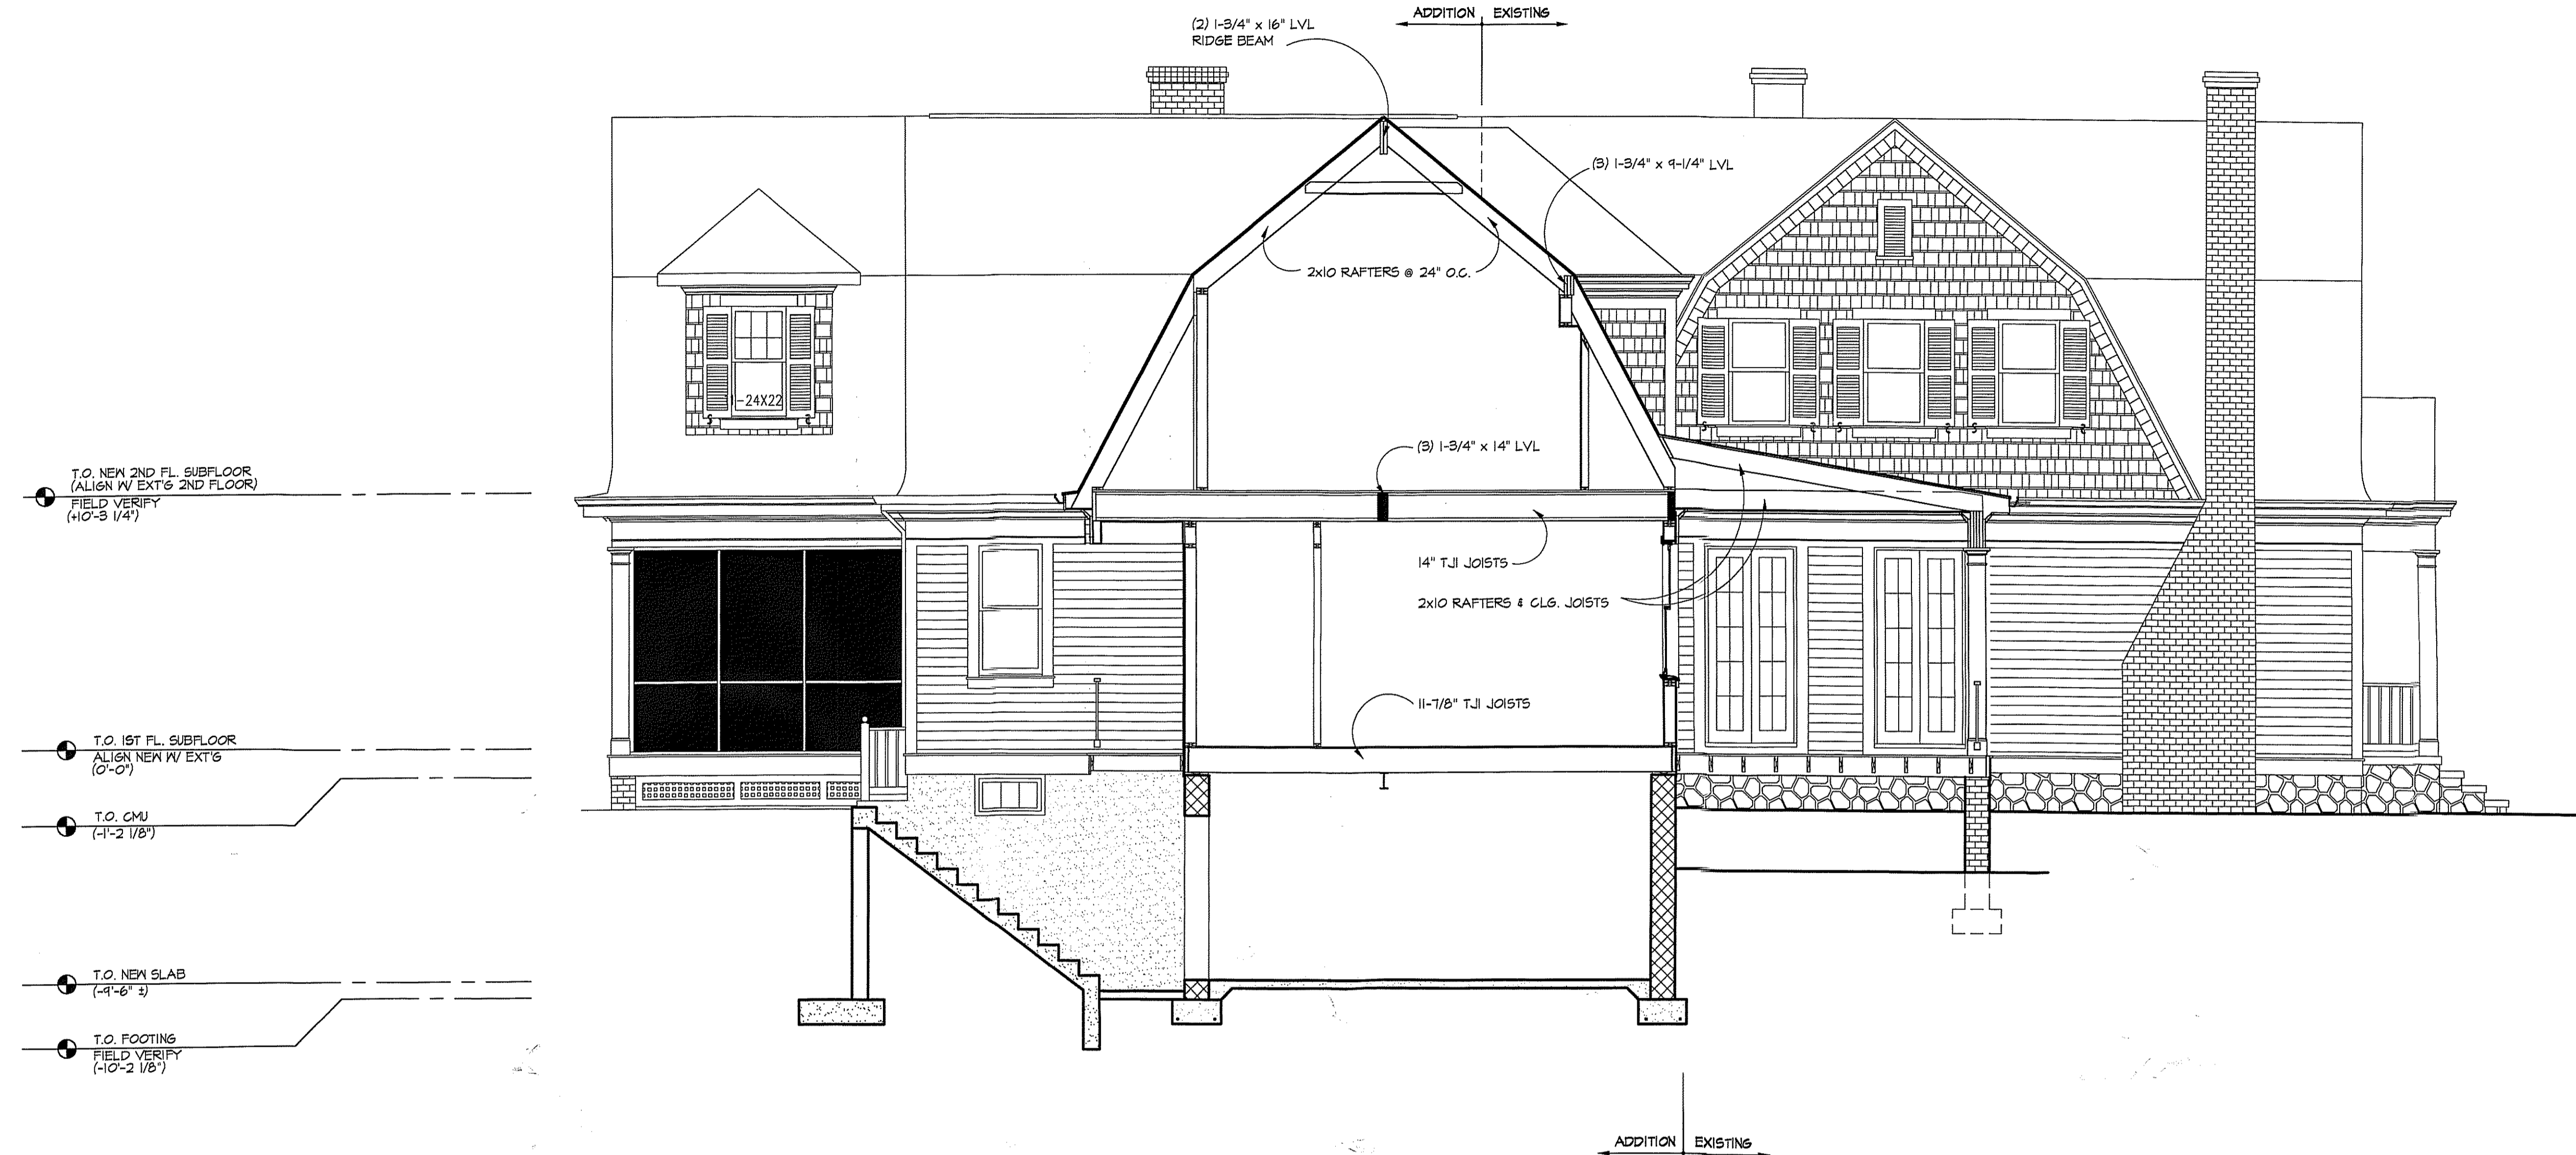 ADDITION EXISTING
(2) 1-3/4" x 16" LVL
RIDGE BEAM
(3) 1-3/4" x 9-1/4" LVL
2x10 RAFTERS @ 24" O.C.
-24X22
(3) 1-3/4" x 14" LVL
T.O. NEW 2ND FL. SUBFLOOR
(ALIGN W/ EXT'G 2ND FLOOR)
FIELD VERIFY
(+10'-3 1/4")
14" TJI JOISTS
2x10 RAFTERS & CLG. JOISTS
11-7/8" TJI JOISTS
T.O. 1ST FL. SUBFLOOR
ALIGN NEW W/ EXT'G
(0'-0")
T.O. CMU
(-1'-2 1/8")
T.O. NEW SLAB
(-9'-6" ±)
T.O. FOOTING
FIELD VERIFY
(-10'-2 1/8")
ADDITION EXISTING